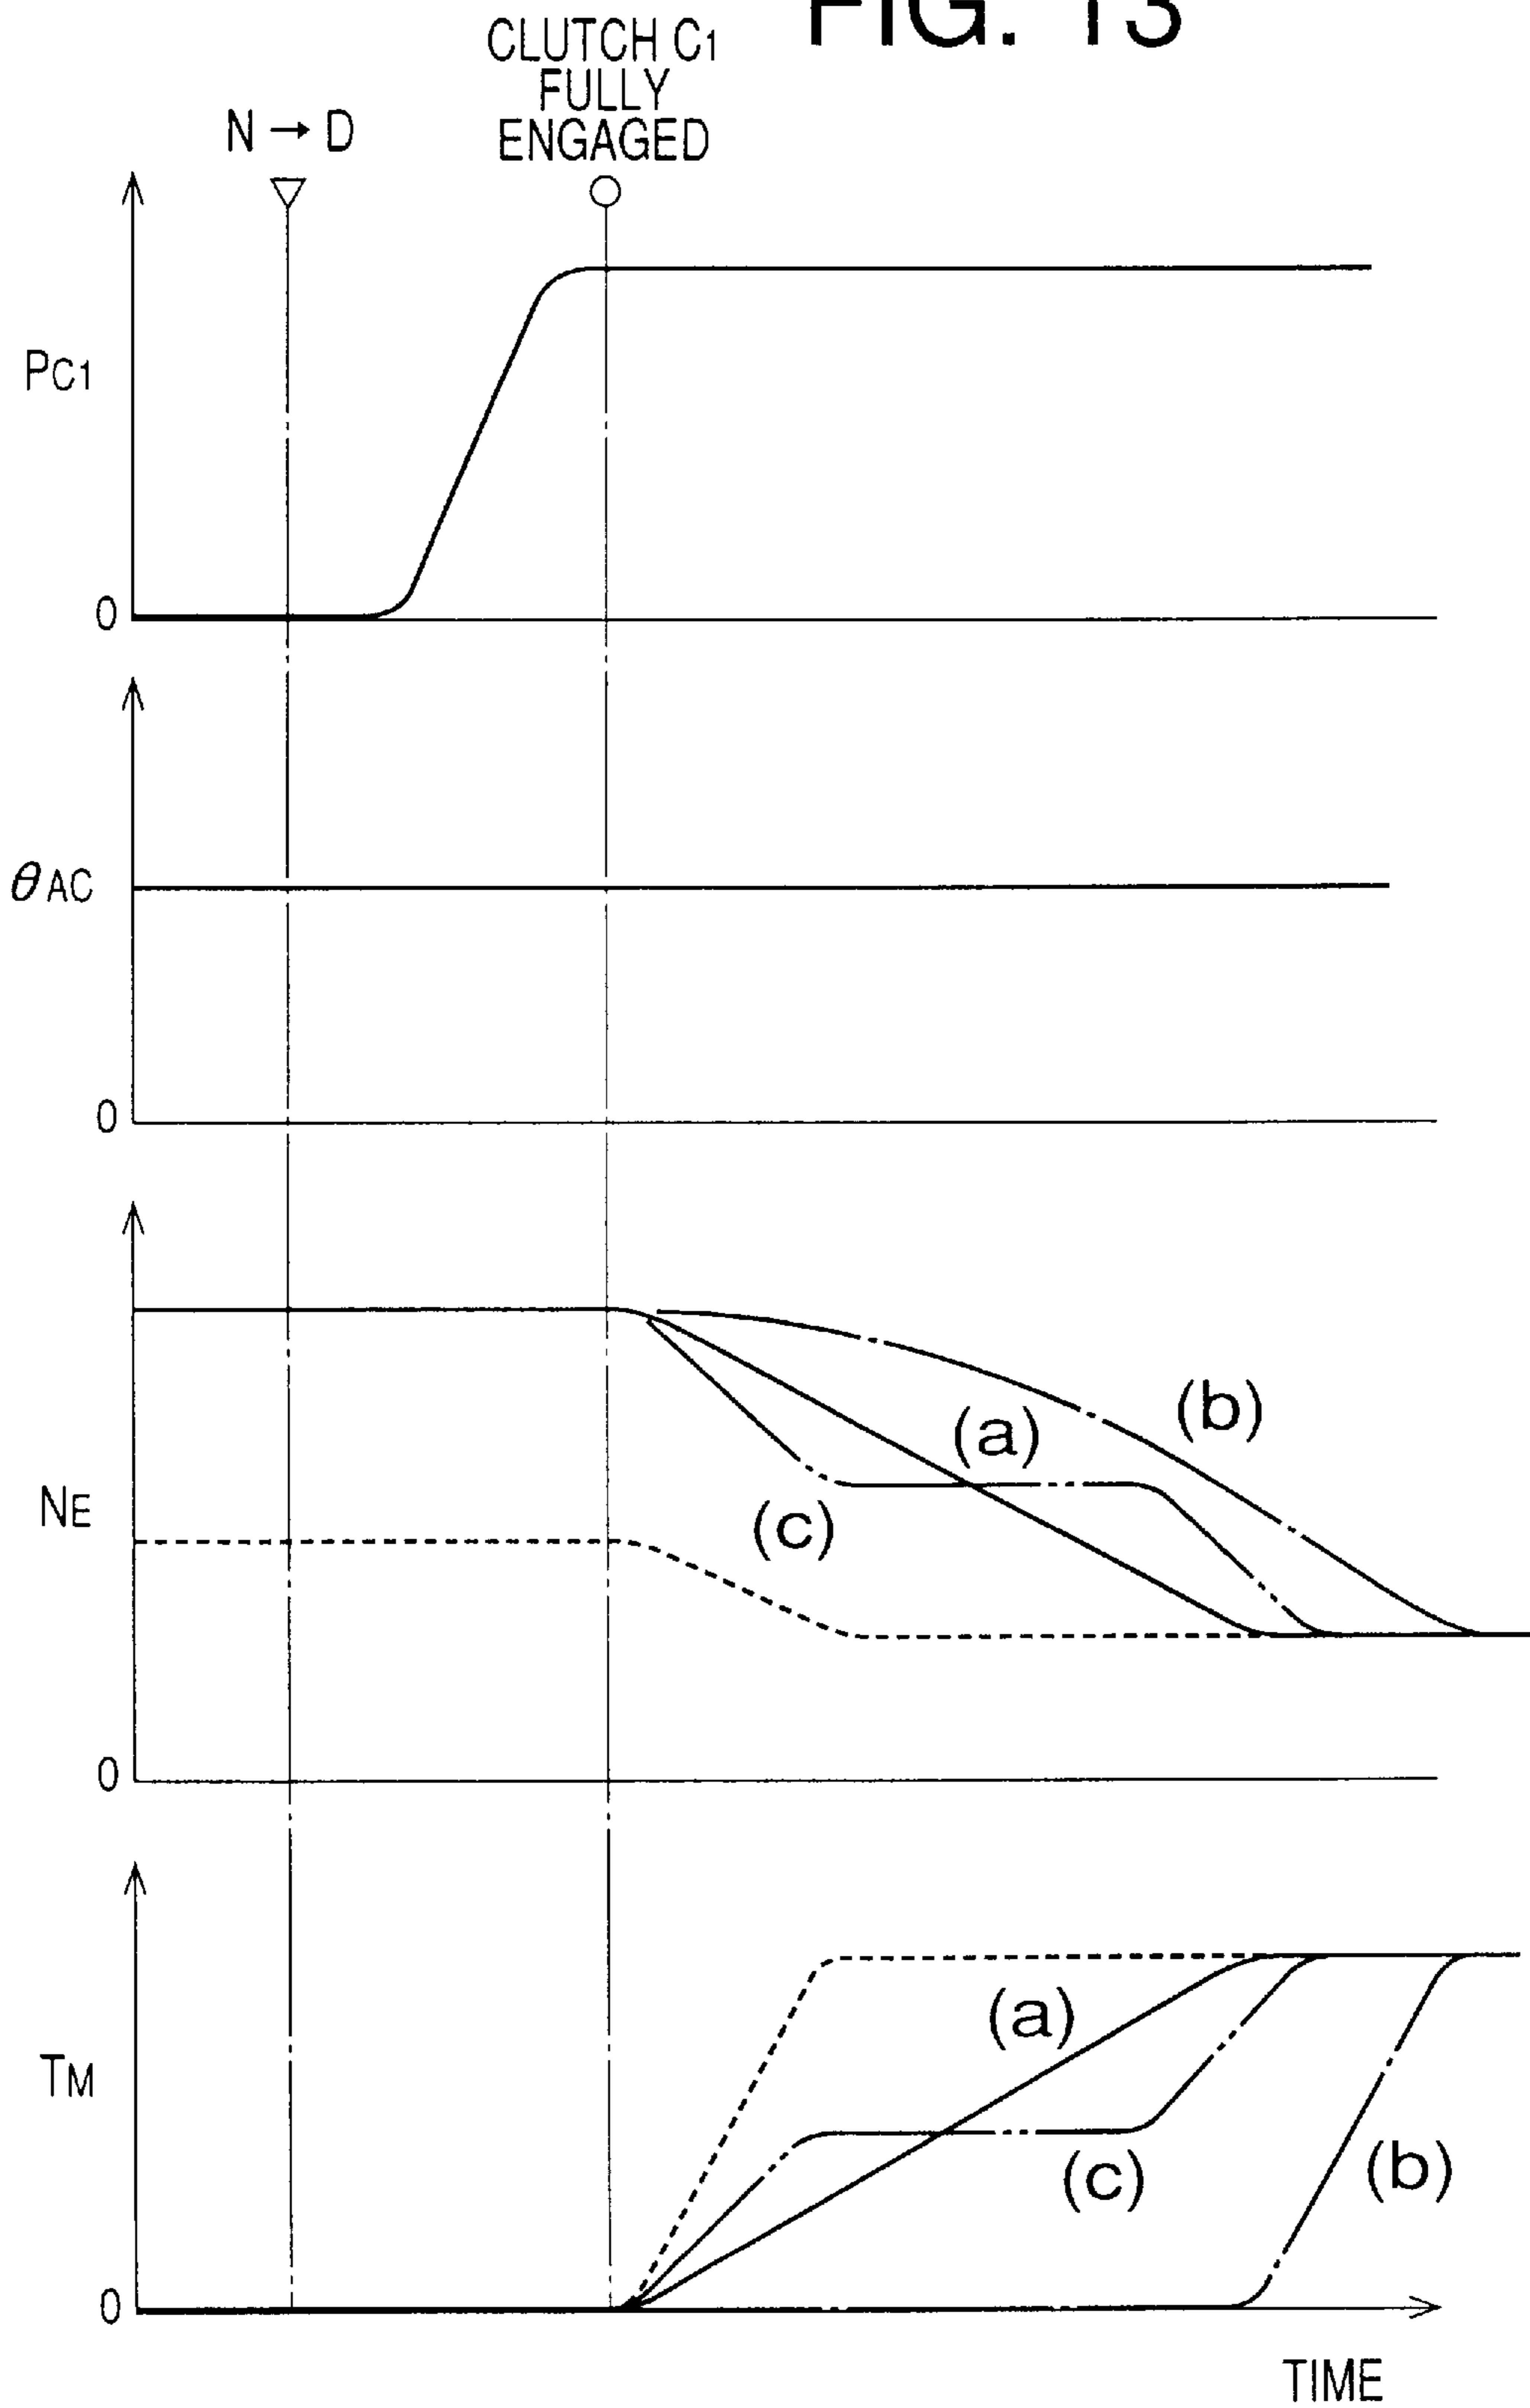 FIG. 13
CLUTCH C1
FULLY
ENGAGED
N → D
PC1
0
θAC
0
(b)
(a)
NE
(c)
0
(a)
TM
(c)
(b)
0
TIME